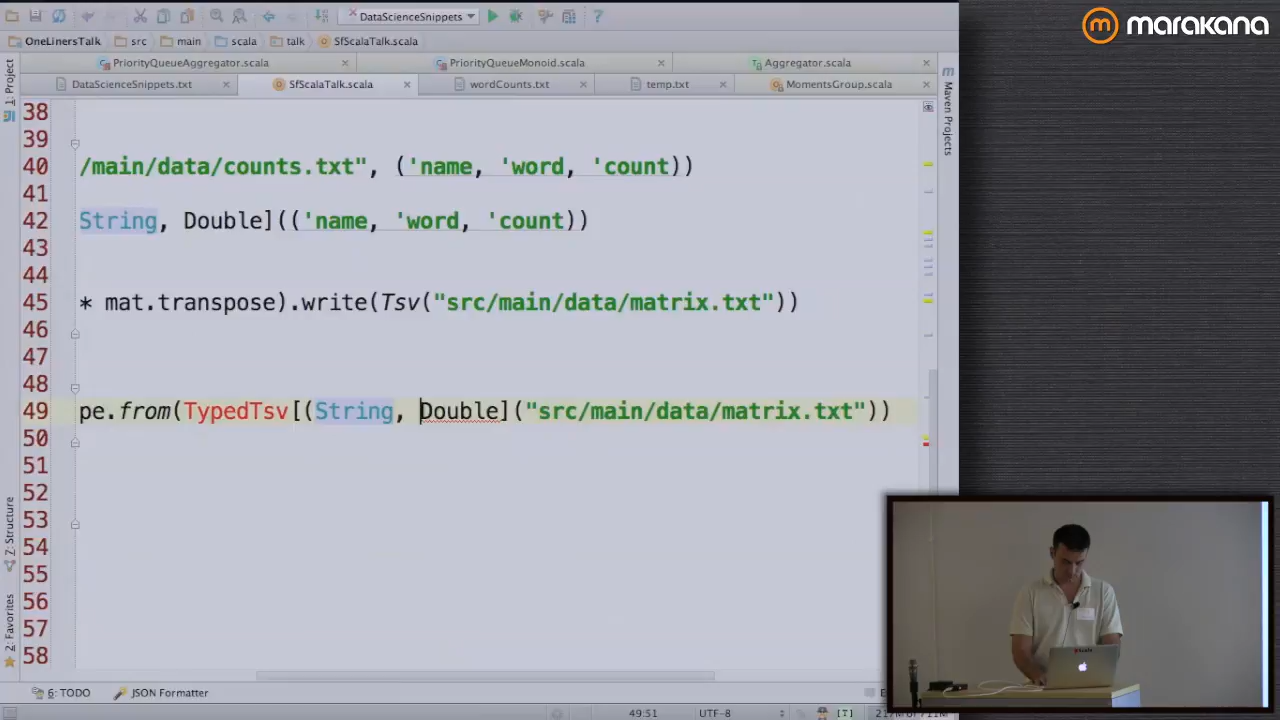 DataScienceSnippets
marakana
OneLinersTalk src main scala talk SfScalaTalk.scala
PriorityQueueAggregator.scala PriorityQueueMonoid.scala Aggregator.scala
DataScienceSnippets.txt SfScalaTalk.scala wordCounts.txt temp.txt MomentsGroup.scala
1: Project
Maven Projects
38
39
40 /main/data/counts.txt", ('name, 'word, 'count))
41
42 String, Double](('name, 'word, 'count))
43
44
45 * mat.transpose).write(Tsv("src/main/data/matrix.txt"))
46
47
48
49 pe.from(TypedTsv[(String, Double]("src/main/data/matrix.txt"))
50
51
52
53
54
55
56
57
58
7: Structure
2: Favorites
6: TODO JSON Formatter
49:51 UTF-8 [T]